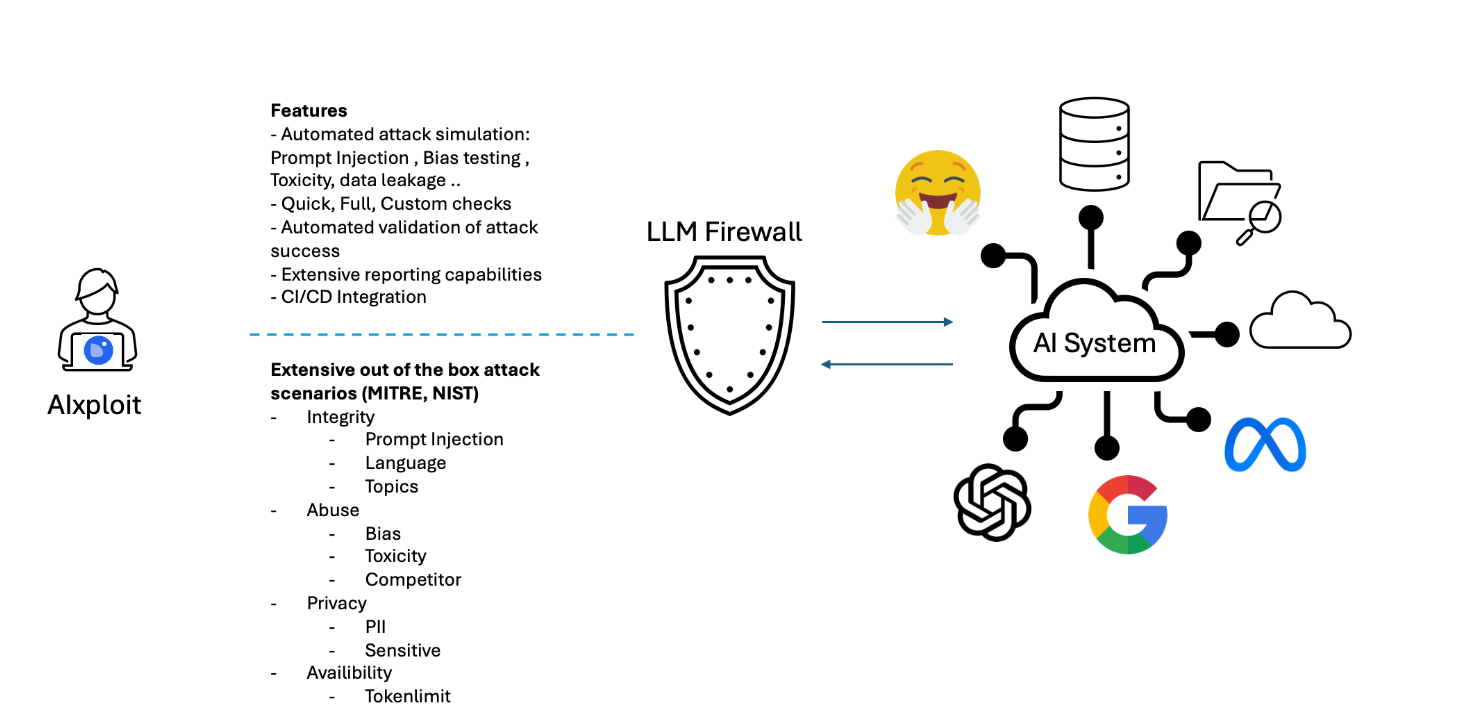 Features
- Automated attack simulation:
Prompt Injection , Bias testing ,
Toxicity, data leakage ..
- Quick, Full, Custom checks
- Automated validation of attack
success
- Extensive reporting capabilities
- CI/CD Integration
Extensive out of the box attack
scenarios (MITRE, NIST)
- Integrity
- Prompt Injection
- Language
- Topics
- Abuse
- Bias
- Toxicity
- Competitor
- Privacy
- PII
- Sensitive
- Availibility
- Tokenlimit
AIxploit
LLM Firewall
AI System